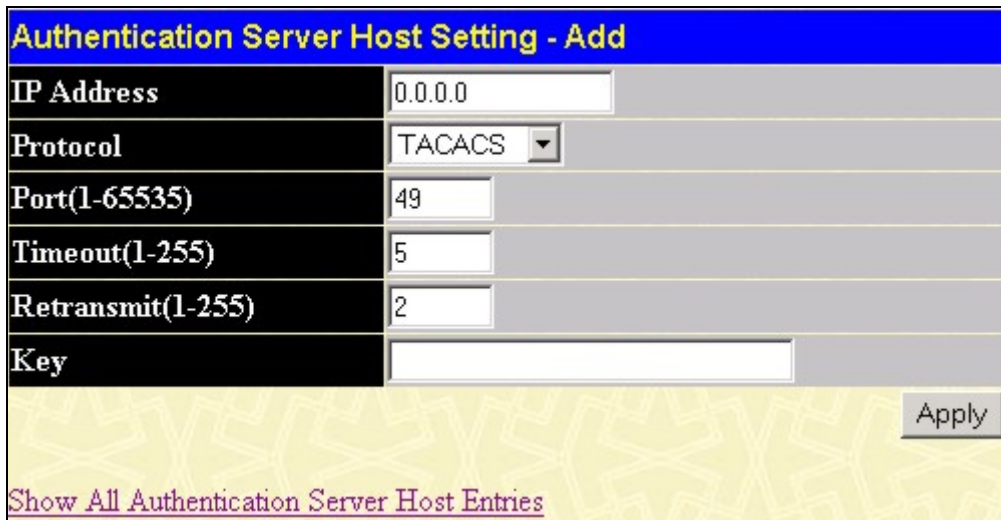 Authentication Server Host Setting - Add
IP Address 0.0.0.0
Protocol TACACS
Port(1-65535) 49
Timeout(1-255) 5
Retransmit(1-255) 2
Key
Apply
Show All Authentication Server Host Entries